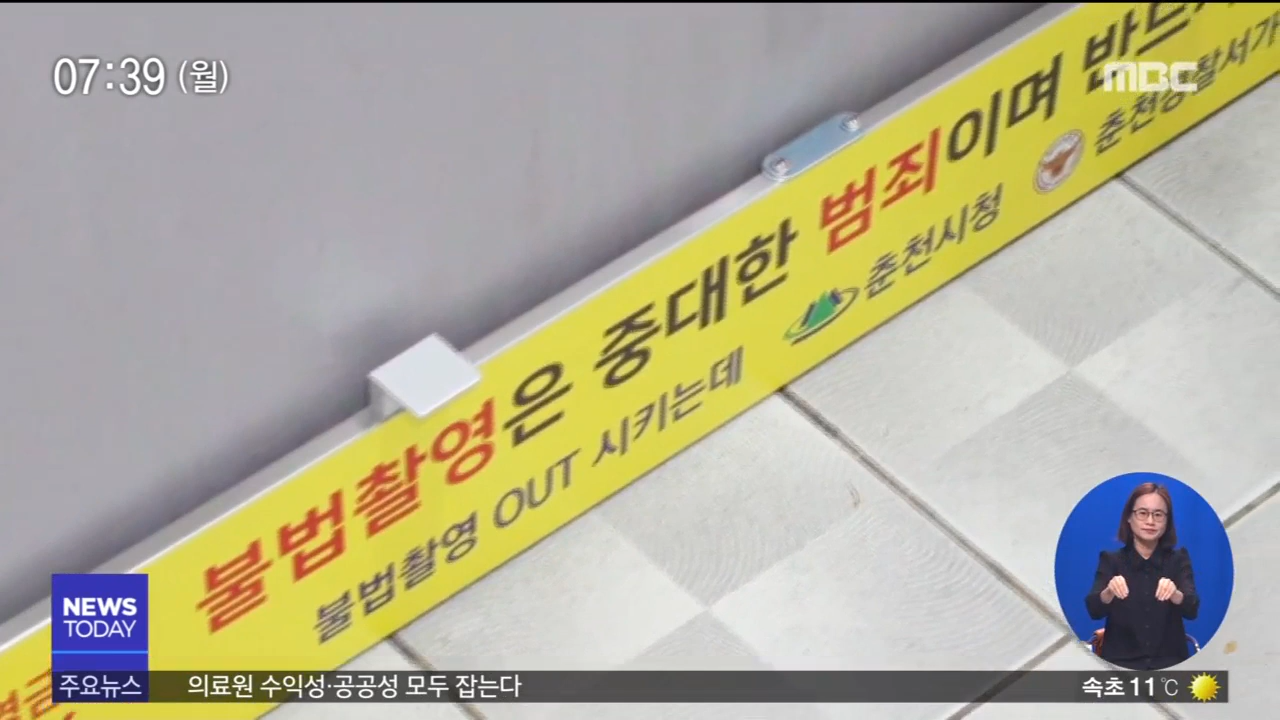 07:39 (월)
MBC
불법촬영은 중대한 범죄이며 반드시
불법촬영 OUT 시키는데 춘천시청 춘천경찰서가
NEWS
TODAY
주요뉴스 의료원 수익성·공공성 모두 잡는다
속초 11℃